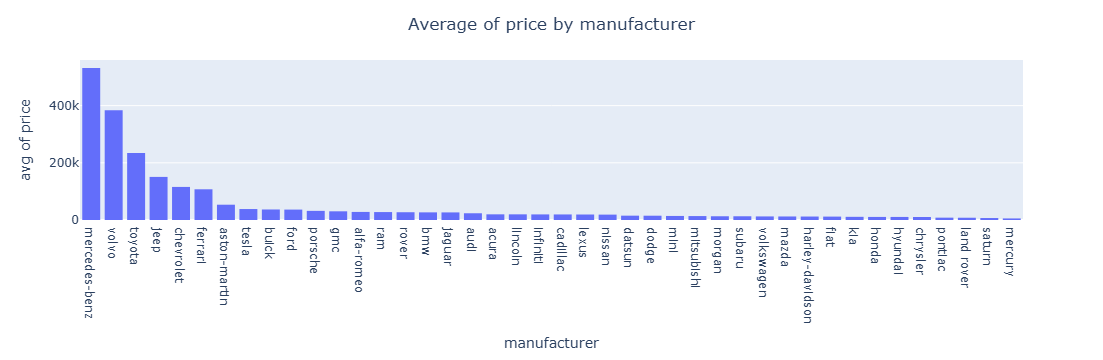 Average of price by manufacturer
avg of price
400k
200k
0
mercedes-benz
volvo
toyota
jeep
chevrolet
ferrari
aston-martin
tesla
buick
ford
porsche
gmc
alfa-romeo
ram
rover
bmw
jaguar
audi
acura
lincoln
infiniti
cadillac
lexus
nissan
datsun
dodge
mini
mitsubishi
morgan
subaru
volkswagen
mazda
harley-davidson
fiat
kia
honda
hyundai
chrysler
pontiac
land rover
saturn
mercury
manufacturer